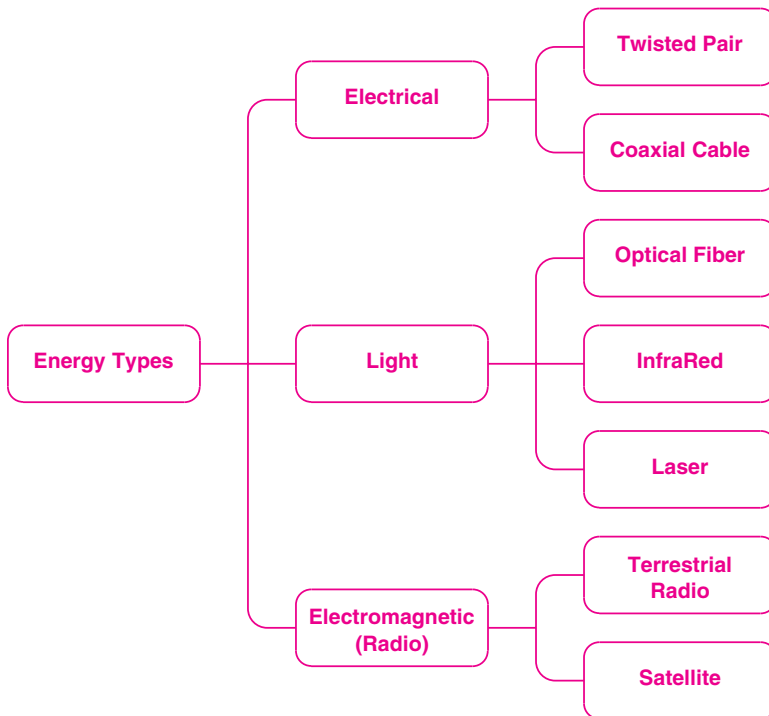 Twisted Pair
Electrical
Coaxial Cable
Optical Fiber
Energy Types
Light
InfraRed
Laser
Terrestrial
Radio
Electromagnetic
(Radio)
Satellite